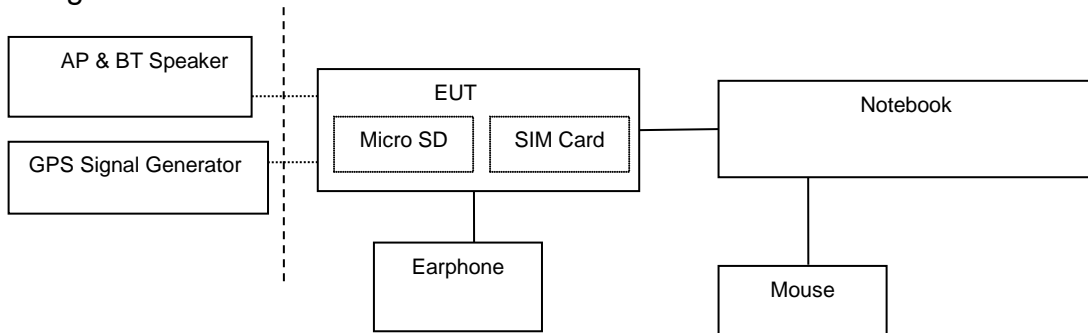 AP & BT Speaker
EUT
Notebook
Micro SD
SIM Card
GPS Signal Generator
Earphone
Mouse